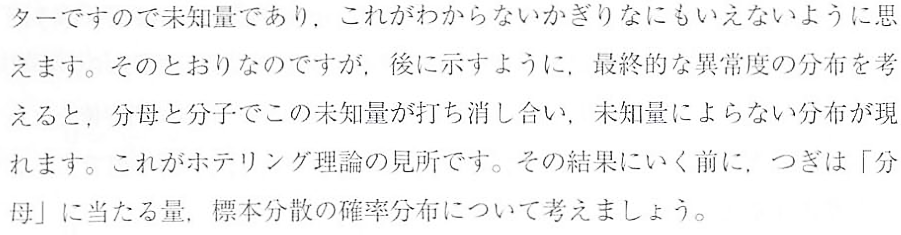 ターですので未知量であり，これがわからないかぎりなにもいえないように思
えます。そのとおりなのですが，後に示すように，最終的な異常度の分布を考
えると，分母と分子でこの未知量が打ち消し合い，未知量によらない分布が現
れます。これがホテリング理論の見所です。その結果にいく前に，つぎは「分
母」に当たる量，標本分散の確率分布について考えましょう。